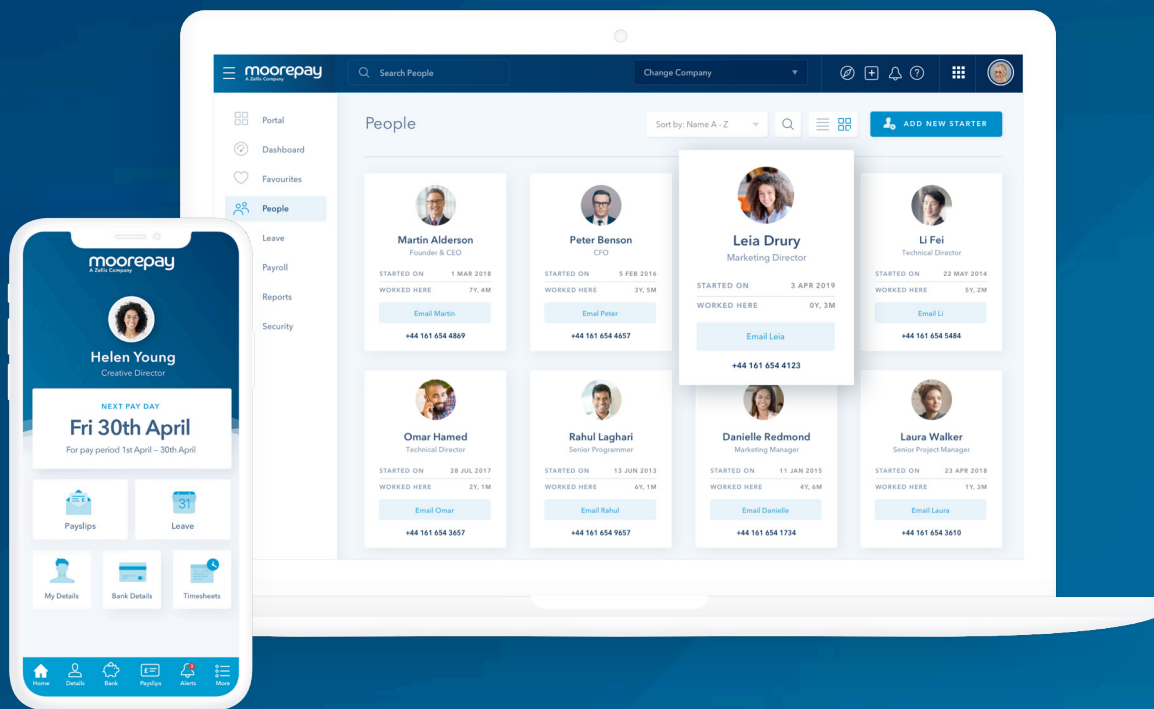 moorepay
A Zellis Company
Search People
Change Company
Portal
Dashboard
Favourites
People
Leave
Payroll
Reports
Security
People
Sort by: Name A - Z
ADD NEW STARTER
Martin Alderson
Founder & CEO
STARTED ON 1 MAR 2018
WORKED HERE 7Y, 4M
Email Martin
+44 161 654 4869
Peter Benson
CFO
STARTED ON 5 FEB 2016
WORKED HERE 3Y, 5M
Emal Peter
+44 161 654 4657
Leia Drury
Marketing Director
STARTED ON 3 APR 2019
WORKED HERE 0Y, 3M
Email Leia
+44 161 654 4123
Li Fei
Technical Director
STARTED ON 22 MAY 2014
WORKED HERE 5Y, 2M
Email Li
+44 161 654 5484
Omar Hamed
Technical Director
STARTED ON 28 JUL 2017
WORKED HERE 2Y, 1M
Email Omar
+44 161 654 3657
Rahul Laghari
Senior Programmer
STARTED ON 13 JUN 2013
WORKED HERE 6Y, 1M
Email Rahul
+44 161 654 9657
Danielle Redmond
Marketing Manager
STARTED ON 11 JAN 2015
WORKED HERE 4Y, 6M
Email Danielle
+44 161 654 1734
Laura Walker
Senior Project Manager
STARTED ON 23 APR 2018
WORKED HERE 1Y, 3M
Email Laura
+44 161 654 3610
moorepay
A Zellis Company
Helen Young
Creative Director
NEXT PAY DAY
Fri 30th April
For pay period 1st April – 30th April
Payslips
31
Leave
My Details
Bank Details
Timesheets
Home
Details
Bank
Payslips
Alerts
More